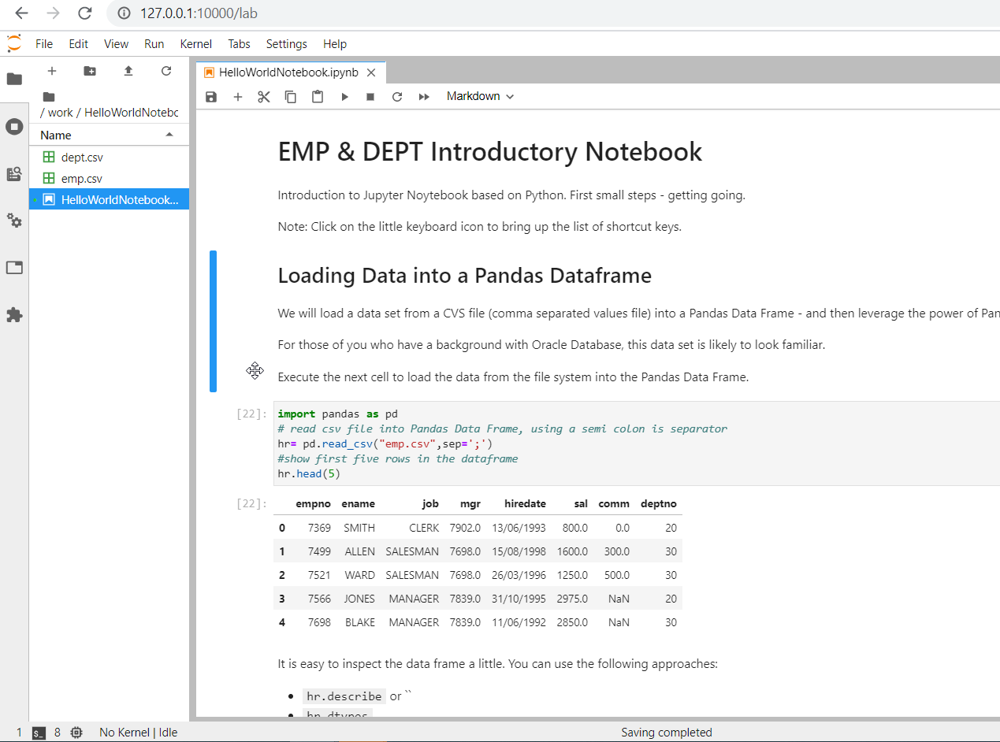 127.0.0.1:10000/lab
File Edit View Run Kernel Tabs Settings Help
HelloWorldNotebook.ipynb
Markdown
/ work / HelloWorldNotebo
Name
dept.csv
emp.csv
HelloWorldNotebook...
EMP & DEPT Introductory Notebook
Introduction to Jupyter Noytebook based on Python. First small steps - getting going.
Note: Click on the little keyboard icon to bring up the list of shortcut keys.
Loading Data into a Pandas Dataframe
We will load a data set from a CVS file (comma separated values file) into a Pandas Data Frame - and then leverage the power of Pan
For those of you who have a background with Oracle Database, this data set is likely to look familiar.
Execute the next cell to load the data from the file system into the Pandas Data Frame.
[22]: import pandas as pd
# read csv file into Pandas Data Frame, using a semi colon is separator
hr= pd.read_csv("emp.csv",sep=';')
#show first five rows in the dataframe
hr.head(5)
[22]: empno ename job mgr hiredate sal comm deptno
0 7369 SMITH CLERK 7902.0 13/06/1993 800.0 0.0 20
1 7499 ALLEN SALESMAN 7698.0 15/08/1998 1600.0 300.0 30
2 7521 WARD SALESMAN 7698.0 26/03/1996 1250.0 500.0 30
3 7566 JONES MANAGER 7839.0 31/10/1995 2975.0 NaN 20
4 7698 BLAKE MANAGER 7839.0 11/06/1992 2850.0 NaN 30
It is easy to inspect the data frame a little. You can use the following approaches:
• hr.describe or ``
• hr.dtypes
1 8 No Kernel | Idle Saving completed